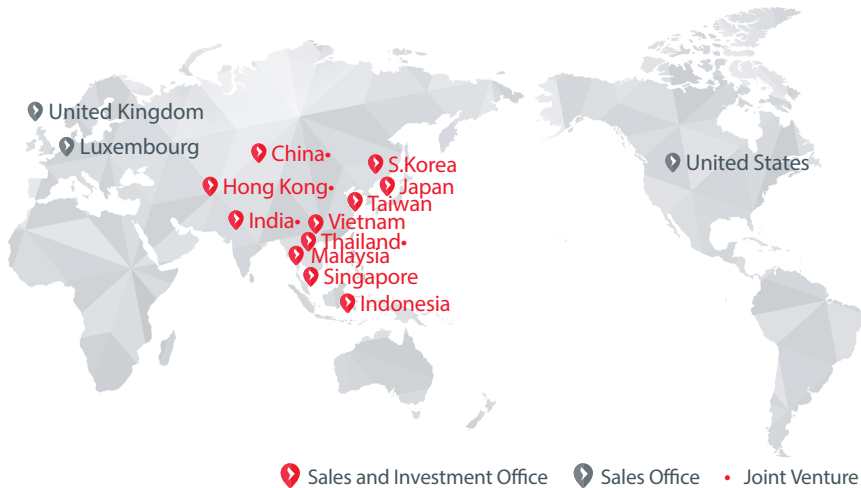 United Kingdom
Luxembourg
China•
S.Korea
Hong Kong•
Japan
Taiwan
India•
Vietnam
Thailand•
Malaysia
Singapore
Indonesia
United States
Sales and Investment Office
Sales Office
• Joint Venture